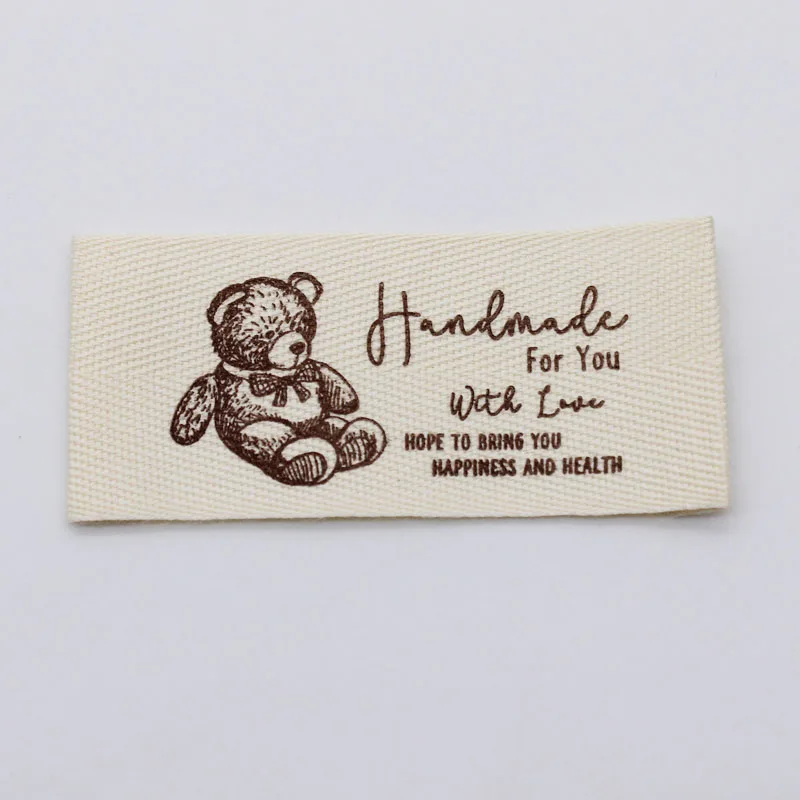 Handmade
For You
With Love
HOPE TO BRING YOU
HAPPINESS AND HEALTH